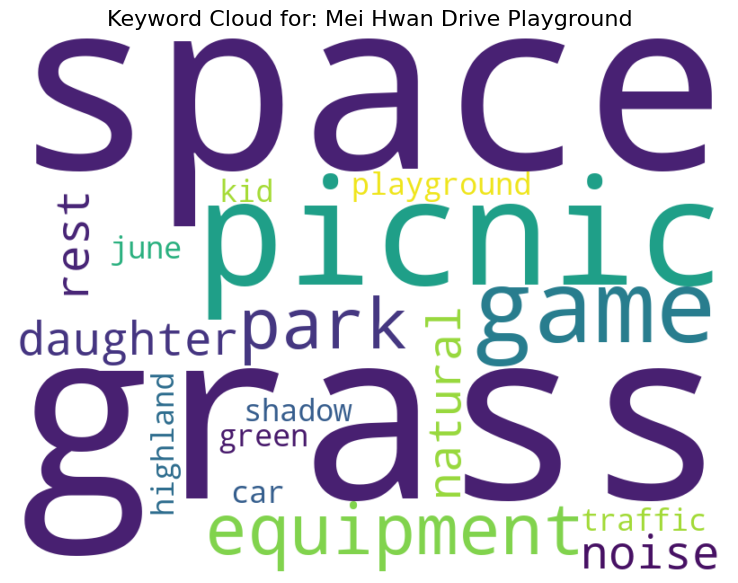 Keyword Cloud for: Mei Hwan Drive Playground
space
kid
playground
rest
picnic
june
game
park
daughter
natural
grass
highland
shadow
green
car
equipment
traffic
noise